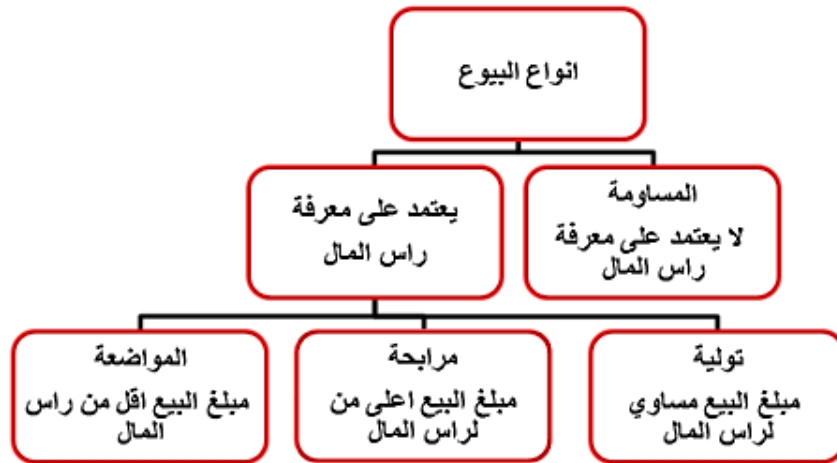 انواع البيوع
المساومة
لا يعتمد على معرفة
راس المال
يعتمد على معرفة
راس المال
تولية
مبلغ البيع مساوي
لراس المال
مرابحة
مبلغ البيع اعلى من
لراس المال
المواضعة
مبلغ البيع اقل من راس
المال